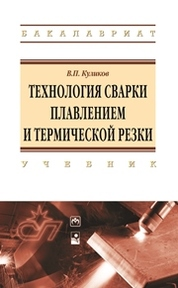 БАКАЛАВРИАТ
В.П. Куликов
ТЕХНОЛОГИЯ СВАРКИ
ПЛАВЛЕНИЕМ
И ТЕРМИЧЕСКОЙ РЕЗКИ
УЧЕБНИК